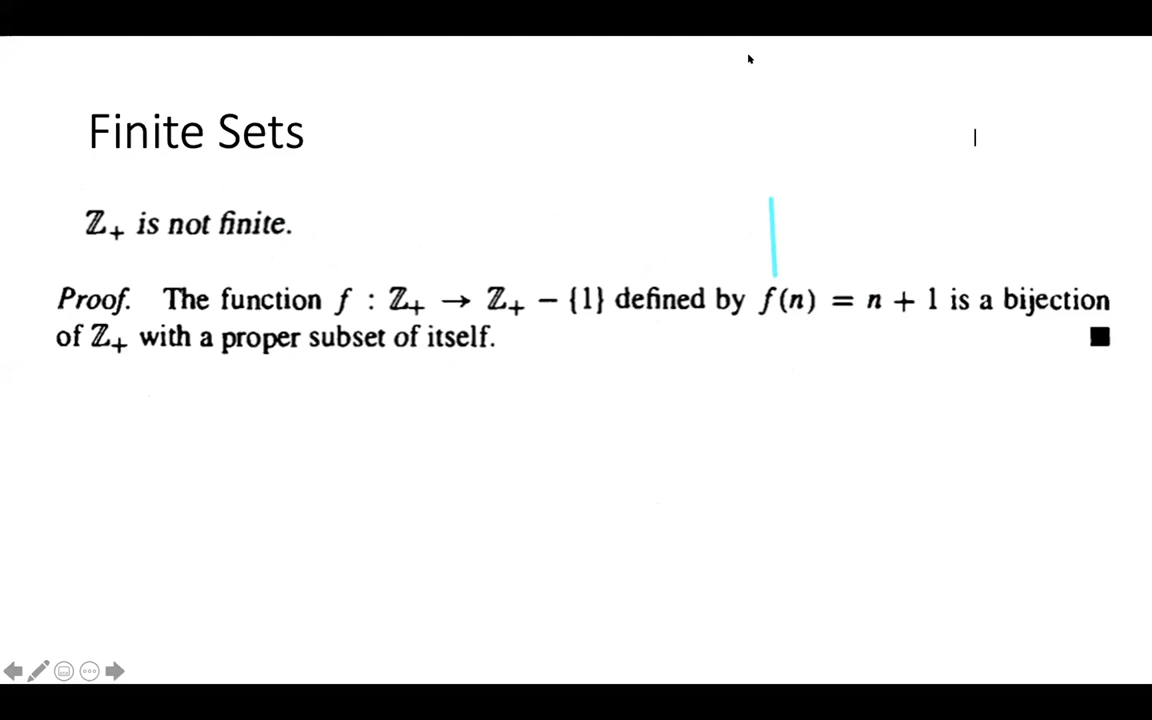 Finite Sets
ℤ₊ is not finite.
Proof. The function f : ℤ₊ → ℤ₊ − {1} defined by f(n) = n + 1 is a bijection
of ℤ₊ with a proper subset of itself. ■